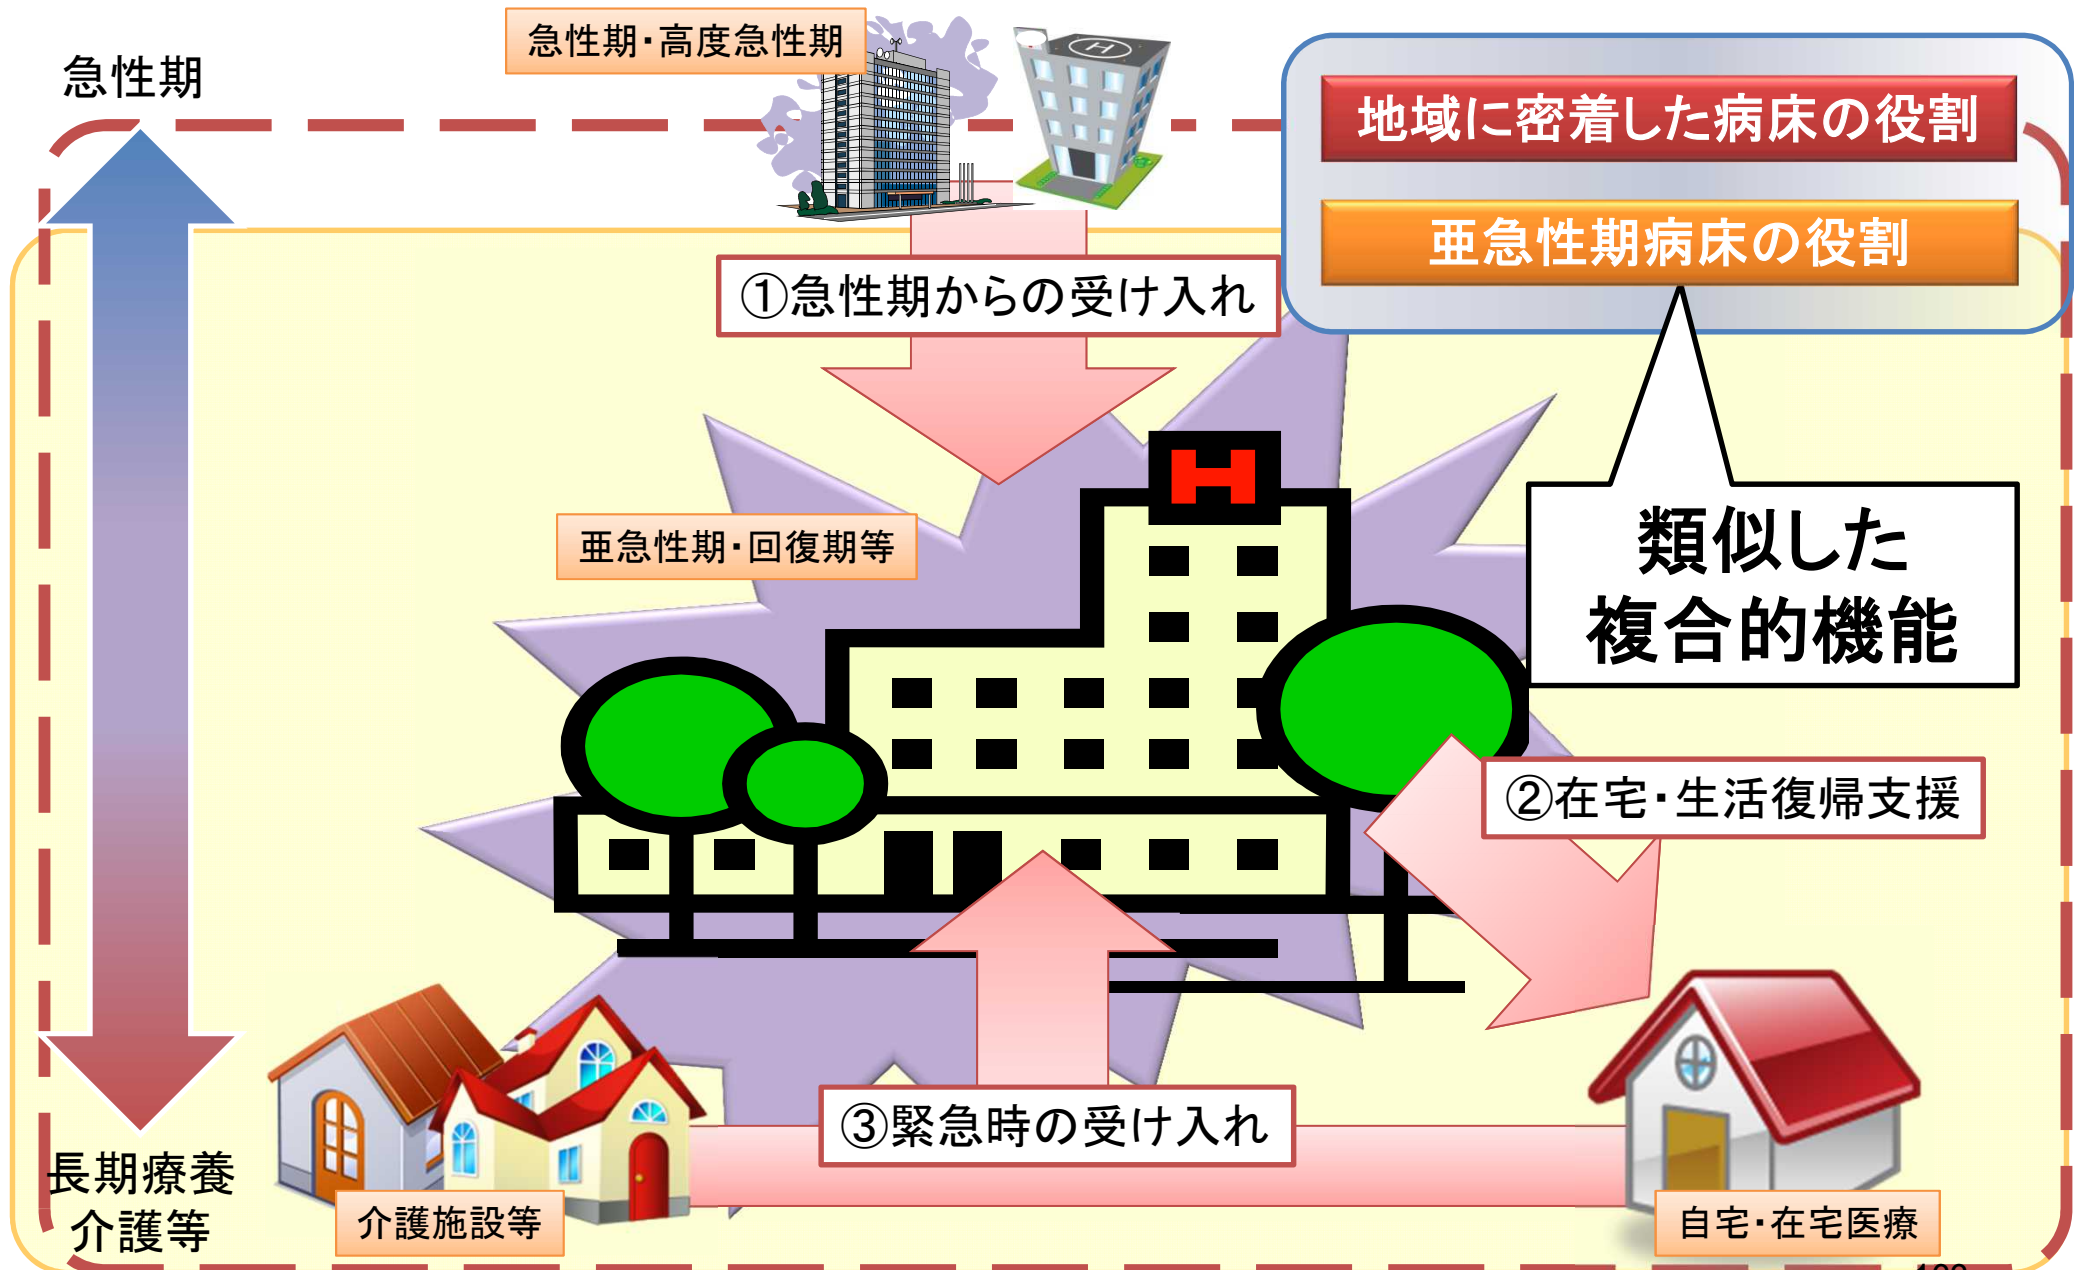 急性期・高度急性期
急性期
地域に密着した病床の役割
亜急性期病床の役割
①急性期からの受け入れ
H
亜急性期・回復期等
類似した
複合的機能
②在宅・生活復帰支援
③緊急時の受け入れ
長期療養
介護等
介護施設等
自宅・在宅医療